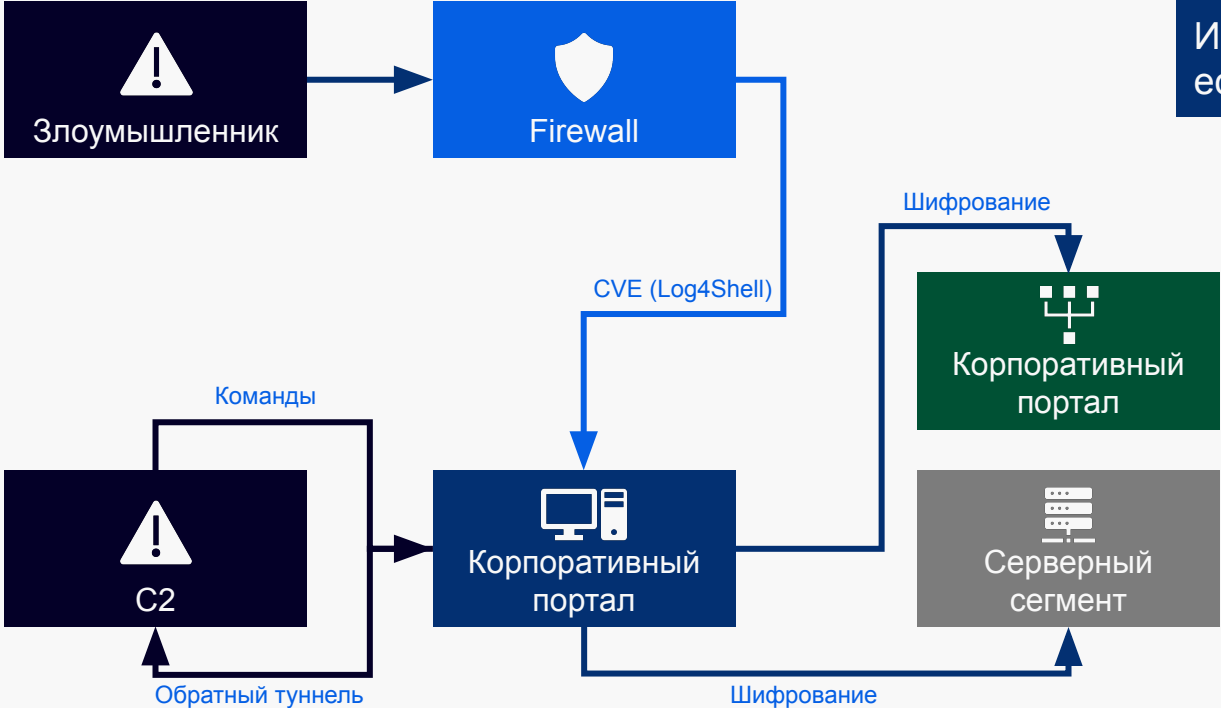 Злоумышленник
Firewall
Шифрование
CVE (Log4Shell)
Корпоративный
портал
Команды
C2
Корпоративный
портал
Серверный
сегмент
Обратный туннель
Шифрование